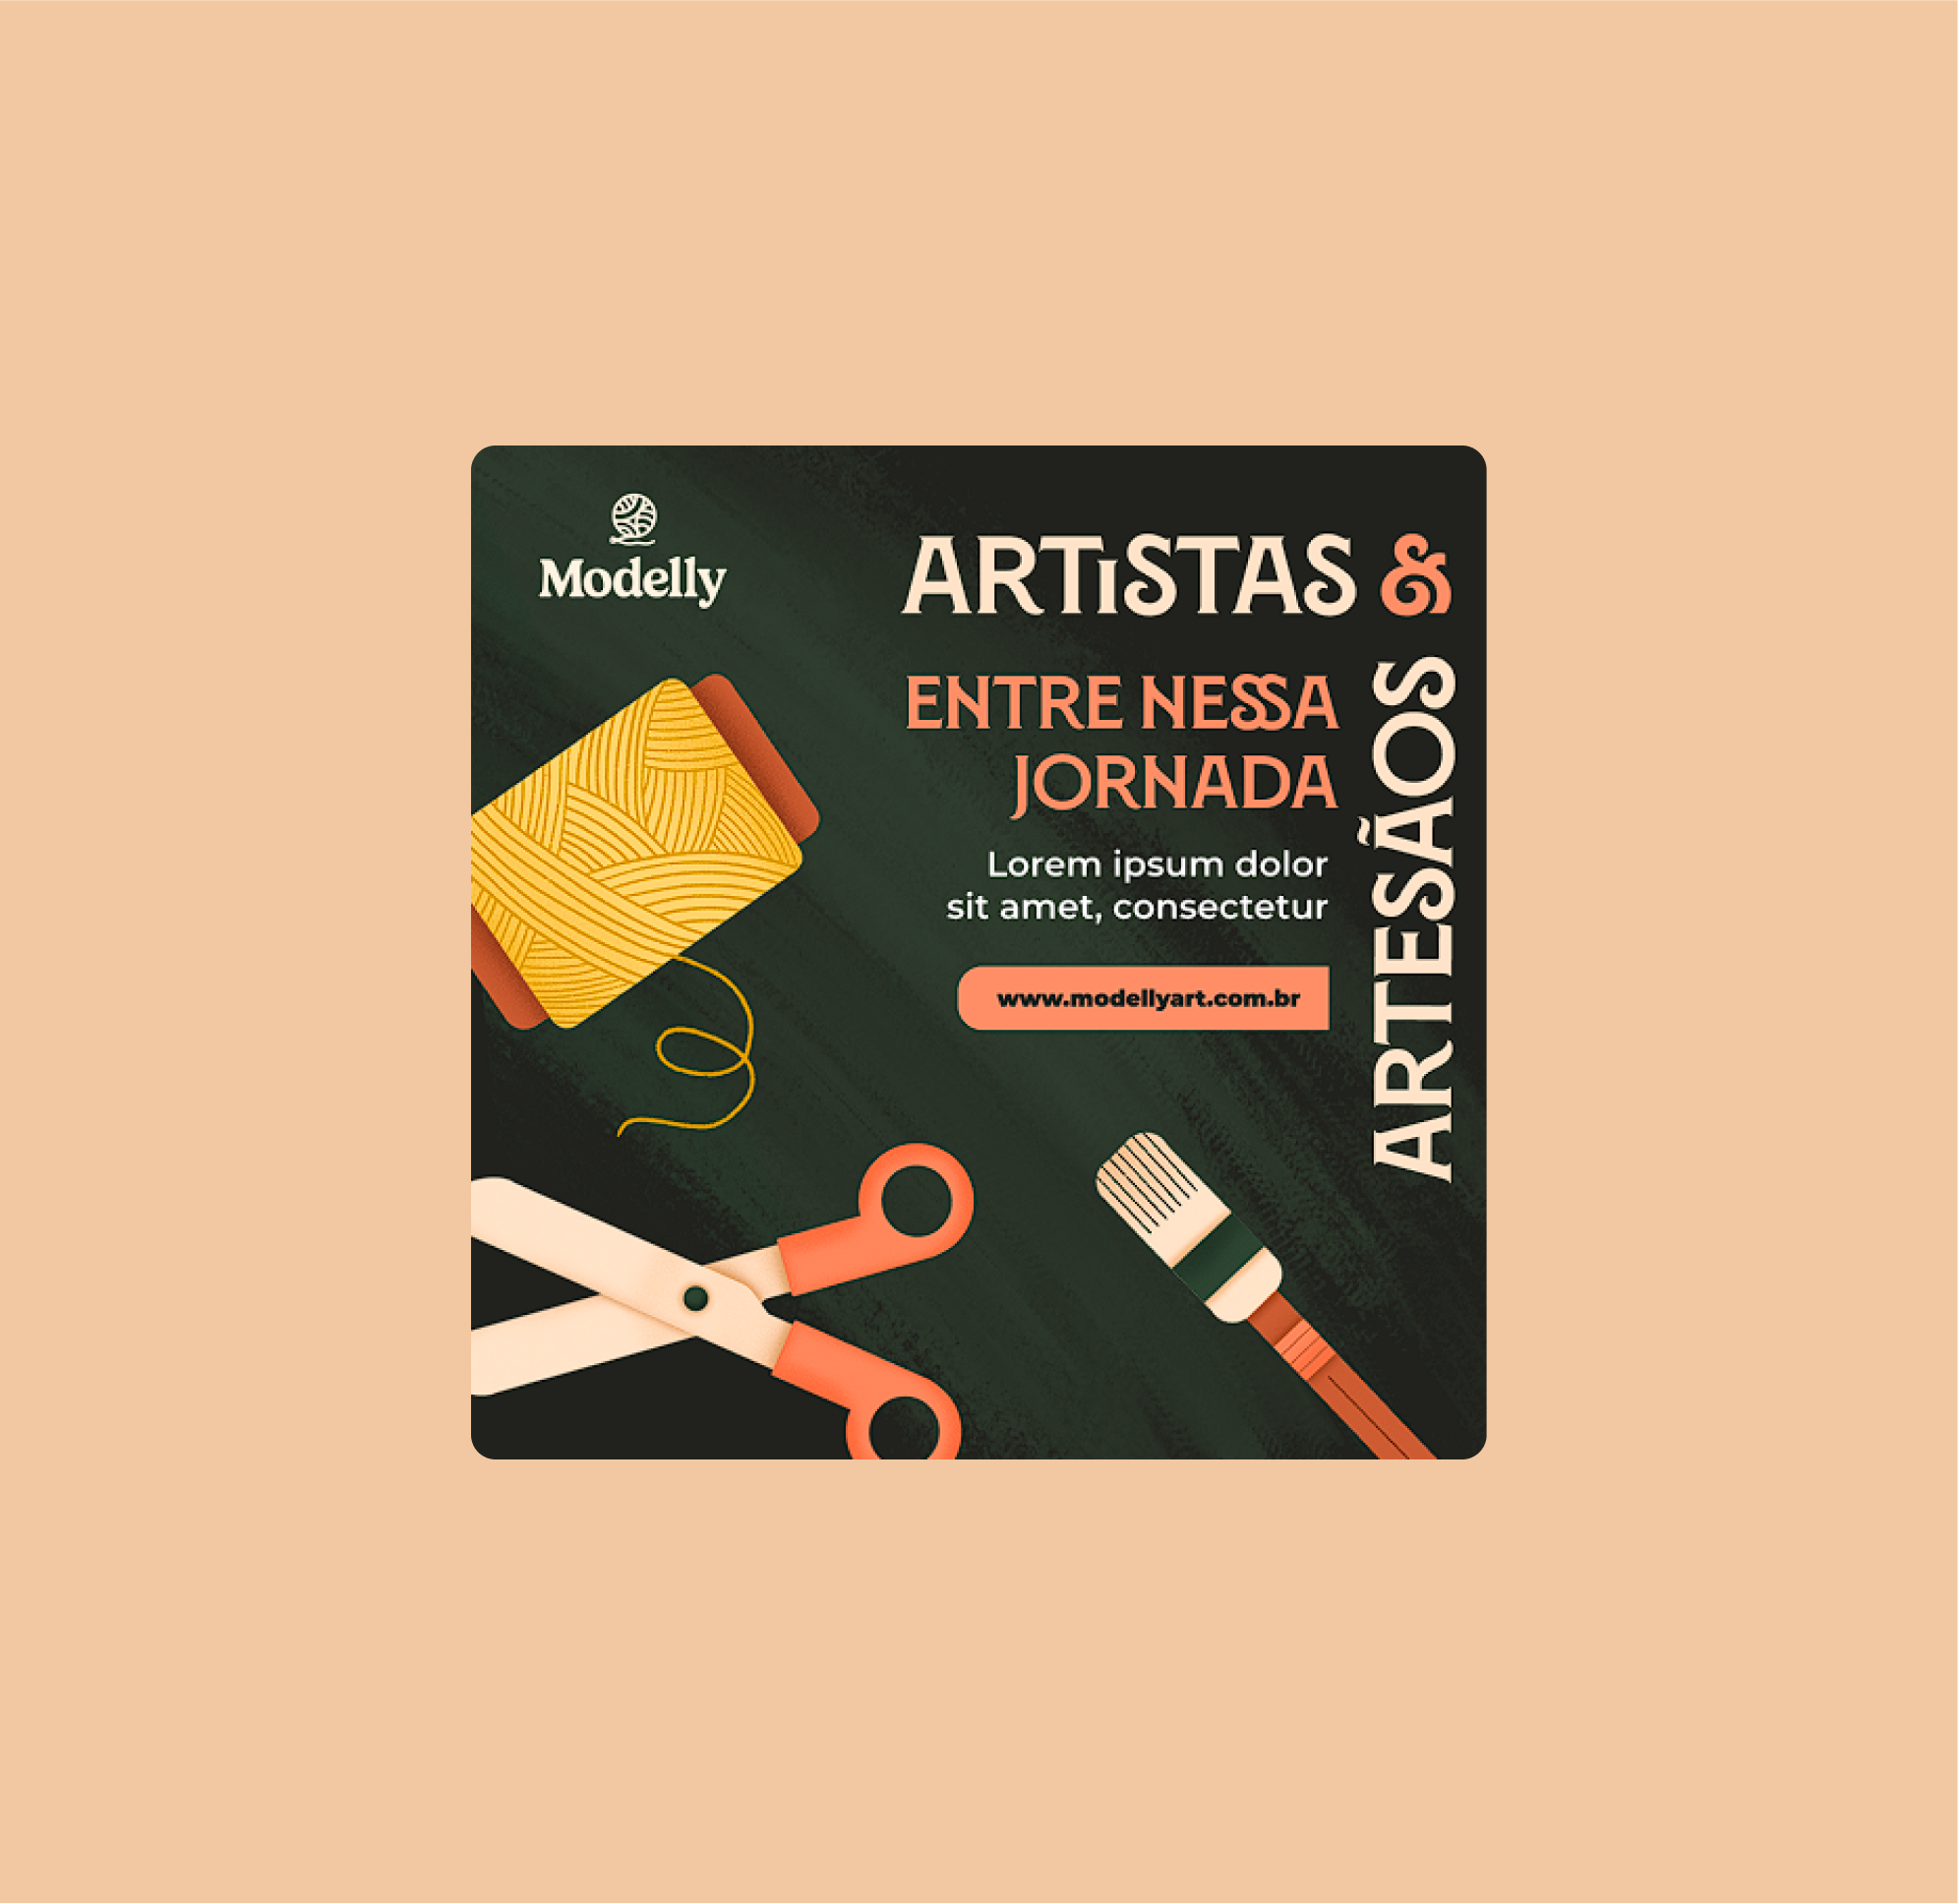 Modelly
ARTISTAS &
ARTESÃOS
ENTRE NESSA
JORNADA
Lorem ipsum dolor
sit amet, consectetur
www.modellyart.com.br